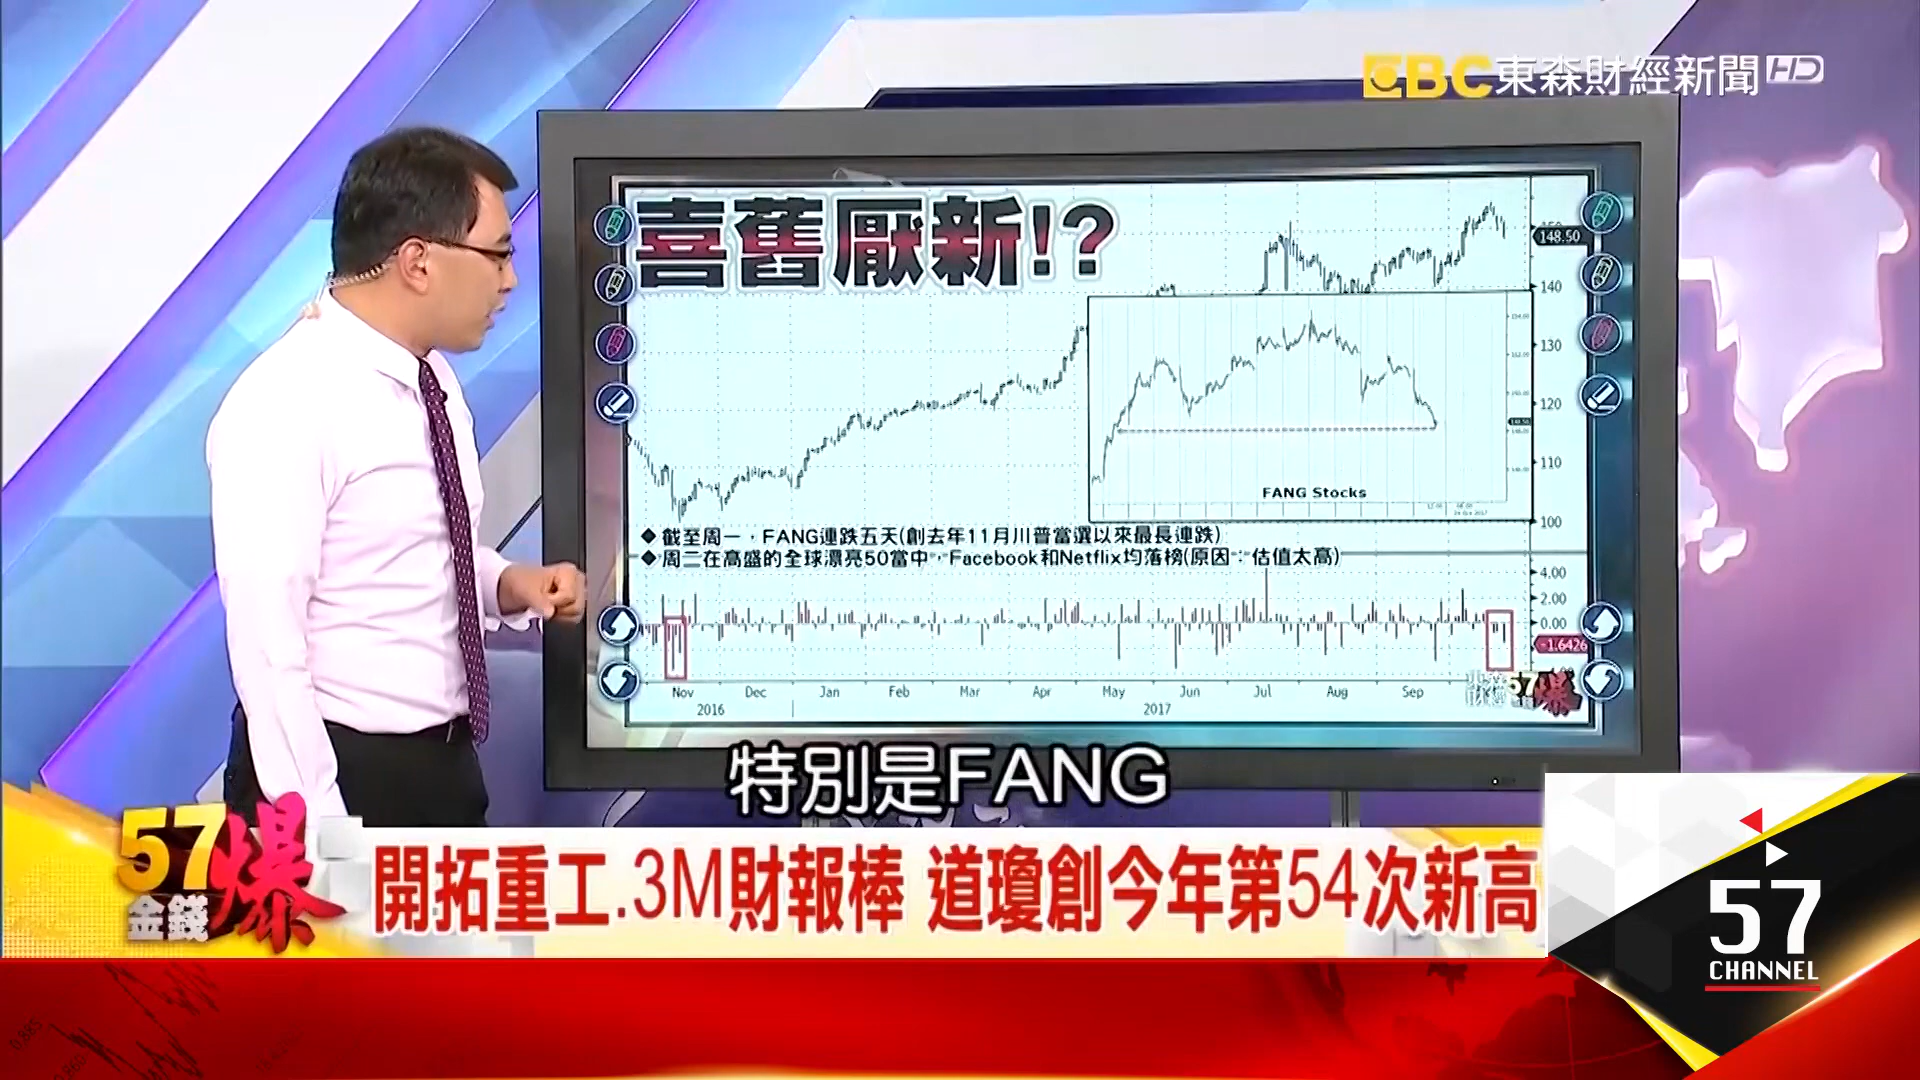 EBC東森財經新聞HD
喜舊厭新!?
150
148.50
140
130
120
110
100
FANG Stocks
◆截至周一,FANG連跌五天(創去年11月川普當選以來最長連跌)
◆周二在高盛的全球漂亮50當中,Facebook和Netflix均落榜(原因:估值太高)
4.00
2.00
0.00
-1.6426
-4.00
Nov Dec Jan Feb Mar Apr May Jun Jul Aug Sep
2016 2017
57爆
特別是FANG
57金錢爆
開拓重工.3M財報棒 道瓊創今年第54次新高
57
CHANNEL